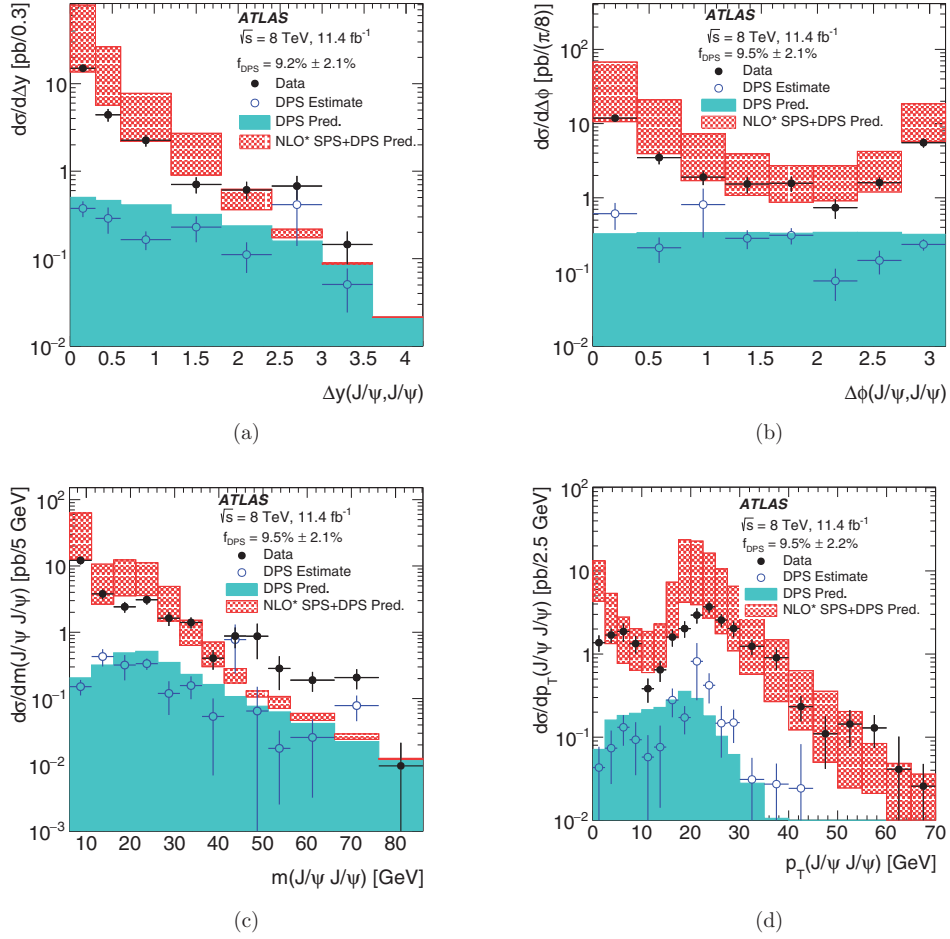 dσ/dΔy [pb/0.3]
ATLAS
√s = 8 TeV, 11.4 fb⁻¹
f_DPS = 9.2% ± 2.1%
Data
DPS Estimate
DPS Pred.
NLO* SPS+DPS Pred.
10
1
10⁻¹
10⁻²
0 0.5 1 1.5 2 2.5 3 3.5 4
Δy(J/ψ,J/ψ)
(a)
dσ/dΔϕ [pb/(π/8)]
ATLAS
√s = 8 TeV, 11.4 fb⁻¹
f_DPS = 9.5% ± 2.1%
Data
DPS Estimate
DPS Pred.
NLO* SPS+DPS Pred.
10²
10
1
10⁻¹
10⁻²
0 0.5 1 1.5 2 2.5 3
Δϕ(J/ψ,J/ψ)
(b)
dσ/dm(J/ψ J/ψ) [pb/5 GeV]
ATLAS
√s = 8 TeV, 11.4 fb⁻¹
f_DPS = 9.5% ± 2.1%
Data
DPS Estimate
DPS Pred.
NLO* SPS+DPS Pred.
10²
10
1
10⁻¹
10⁻²
10⁻³
10 20 30 40 50 60 70 80
m(J/ψ J/ψ) [GeV]
(c)
dσ/dp_T(J/ψ J/ψ) [pb/2.5 GeV]
ATLAS
√s = 8 TeV, 11.4 fb⁻¹
f_DPS = 9.5% ± 2.2%
Data
DPS Estimate
DPS Pred.
NLO* SPS+DPS Pred.
10²
10
1
10⁻¹
10⁻²
0 10 20 30 40 50 60 70
p_T(J/ψ J/ψ) [GeV]
(d)